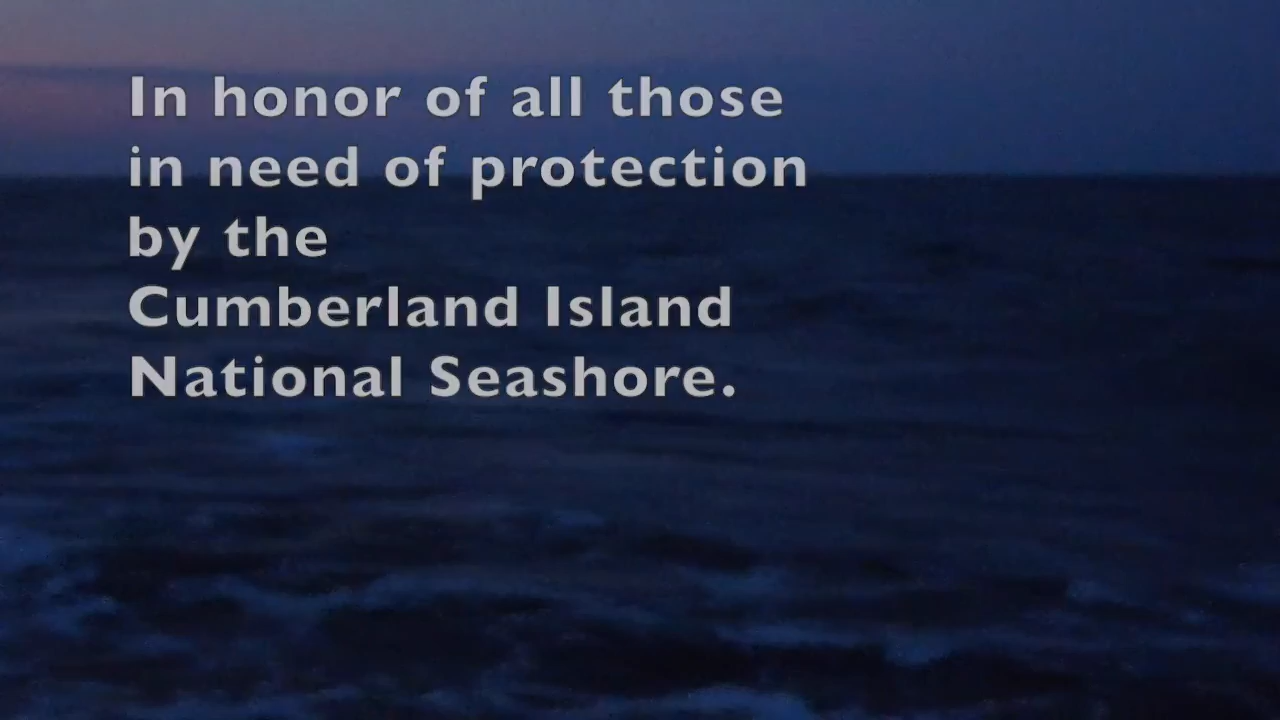 In honor of all those
in need of protection
by the
Cumberland Island
National Seashore.